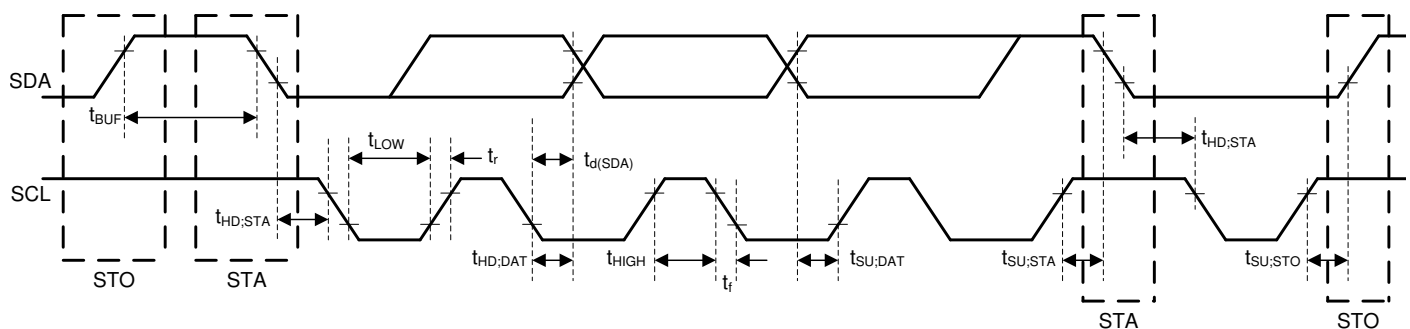 SDA
tBUF
tLOW
tr
td(SDA)
tHD;STA
SCL
tHD;STA
tHD;DAT
tHIGH
tf
tSU;DAT
tSU;STA
tSU;STO
STO
STA
STA
STO